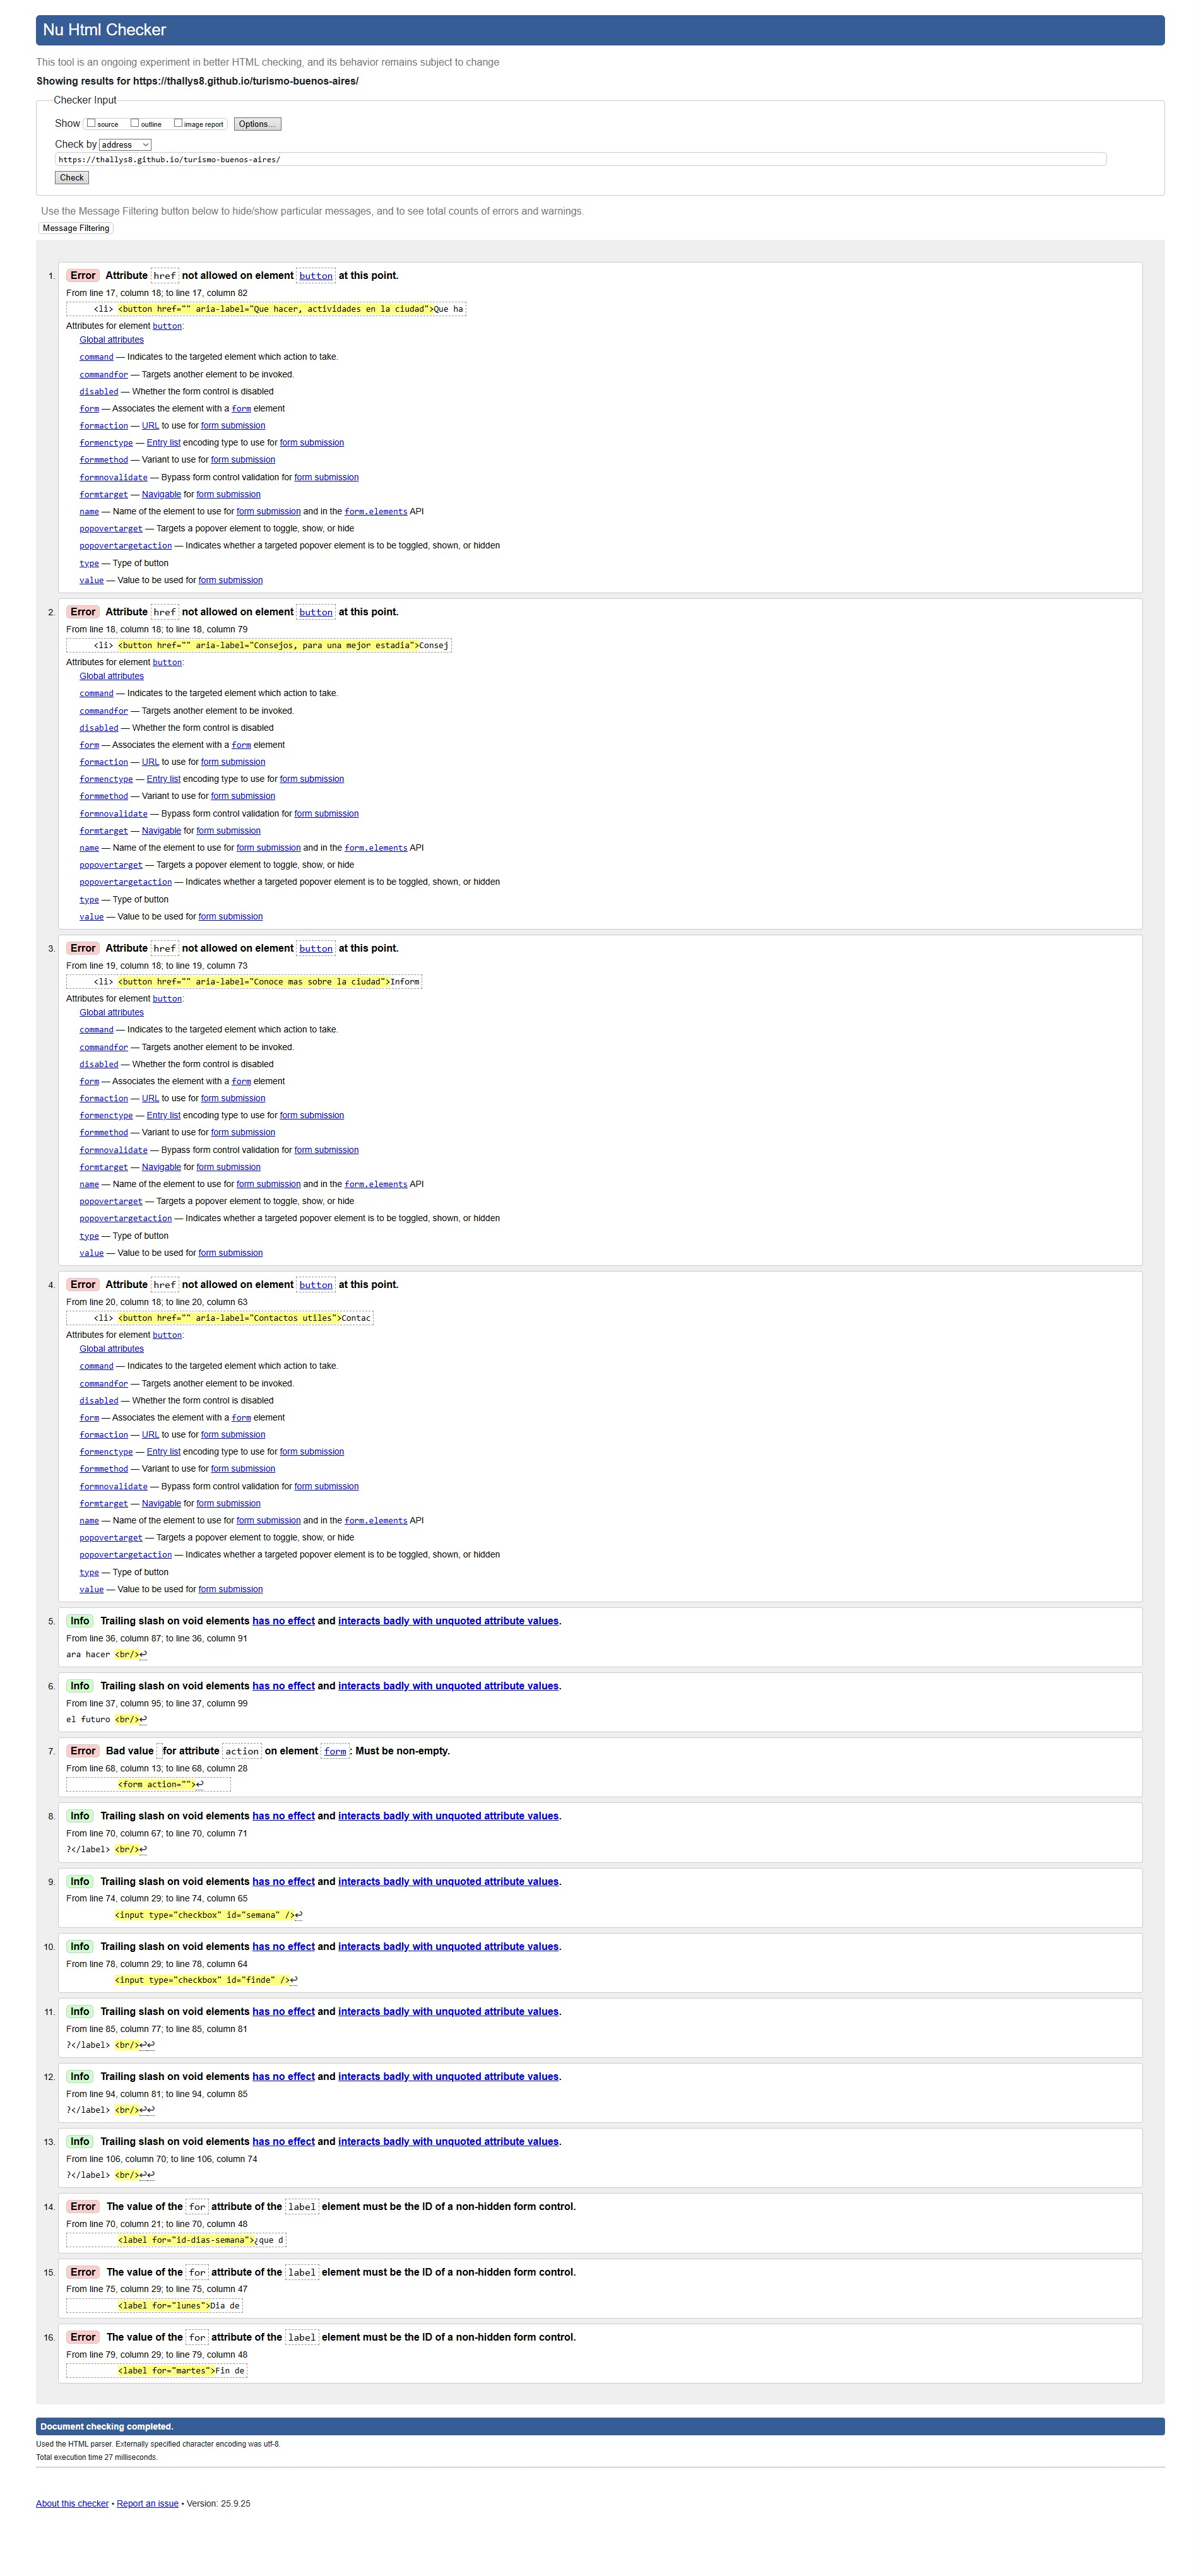 Nu Html Checker
This tool is an ongoing experiment in better HTML checking, and its behavior remains subject to change
Showing results for https://thallys8.github.io/turismo-buenos-aires/
Checker Input
Show source outline image report Options...
Check by address
https://thallys8.github.io/turismo-buenos-aires/
Check
Use the Message Filtering button below to hide/show particular messages, and to see total counts of errors and warnings.
Message Filtering
1. Error Attribute href not allowed on element button at this point.
From line 17, column 18; to line 17, column 82
<li> <button href="" aria-label="Que hacer, actividades en la ciudad">Que ha
Attributes for element button:
Global attributes
command — Indicates to the targeted element which action to take.
commandfor — Targets another element to be invoked.
disabled — Whether the form control is disabled
form — Associates the element with a form element
formaction — URL to use for form submission
formenctype — Entry list encoding type to use for form submission
formmethod — Variant to use for form submission
formnovalidate — Bypass form control validation for form submission
formtarget — Navigable for form submission
name — Name of the element to use for form submission and in the form.elements API
popovertarget — Targets a popover element to toggle, show, or hide
popovertargetaction — Indicates whether a targeted popover element is to be toggled, shown, or hidden
type — Type of button
value — Value to be used for form submission
2. Error Attribute href not allowed on element button at this point.
From line 18, column 18; to line 18, column 79
<li> <button href="" aria-label="Consejos, para una mejor estadia">Consej
Attributes for element button:
Global attributes
command — Indicates to the targeted element which action to take.
commandfor — Targets another element to be invoked.
disabled — Whether the form control is disabled
form — Associates the element with a form element
formaction — URL to use for form submission
formenctype — Entry list encoding type to use for form submission
formmethod — Variant to use for form submission
formnovalidate — Bypass form control validation for form submission
formtarget — Navigable for form submission
name — Name of the element to use for form submission and in the form.elements API
popovertarget — Targets a popover element to toggle, show, or hide
popovertargetaction — Indicates whether a targeted popover element is to be toggled, shown, or hidden
type — Type of button
value — Value to be used for form submission
3. Error Attribute href not allowed on element button at this point.
From line 19, column 18; to line 19, column 73
<li> <button href="" aria-label="Conoce mas sobre la ciudad">Inform
Attributes for element button:
Global attributes
command — Indicates to the targeted element which action to take.
commandfor — Targets another element to be invoked.
disabled — Whether the form control is disabled
form — Associates the element with a form element
formaction — URL to use for form submission
formenctype — Entry list encoding type to use for form submission
formmethod — Variant to use for form submission
formnovalidate — Bypass form control validation for form submission
formtarget — Navigable for form submission
name — Name of the element to use for form submission and in the form.elements API
popovertarget — Targets a popover element to toggle, show, or hide
popovertargetaction — Indicates whether a targeted popover element is to be toggled, shown, or hidden
type — Type of button
value — Value to be used for form submission
4. Error Attribute href not allowed on element button at this point.
From line 20, column 18; to line 20, column 63
<li> <button href="" aria-label="Contactos utiles">Contac
Attributes for element button:
Global attributes
command — Indicates to the targeted element which action to take.
commandfor — Targets another element to be invoked.
disabled — Whether the form control is disabled
form — Associates the element with a form element
formaction — URL to use for form submission
formenctype — Entry list encoding type to use for form submission
formmethod — Variant to use for form submission
formnovalidate — Bypass form control validation for form submission
formtarget — Navigable for form submission
name — Name of the element to use for form submission and in the form.elements API
popovertarget — Targets a popover element to toggle, show, or hide
popovertargetaction — Indicates whether a targeted popover element is to be toggled, shown, or hidden
type — Type of button
value — Value to be used for form submission
5. Info Trailing slash on void elements has no effect and interacts badly with unquoted attribute values.
From line 36, column 87; to line 36, column 91
ara hacer <br/>↩
6. Info Trailing slash on void elements has no effect and interacts badly with unquoted attribute values.
From line 37, column 95; to line 37, column 99
el futuro <br/>↩
7. Error Bad value for attribute action on element form: Must be non-empty.
From line 68, column 13; to line 68, column 28
<form action="">↩
8. Info Trailing slash on void elements has no effect and interacts badly with unquoted attribute values.
From line 70, column 67; to line 70, column 71
?</label> <br/>↩
9. Info Trailing slash on void elements has no effect and interacts badly with unquoted attribute values.
From line 74, column 29; to line 74, column 65
<input type="checkbox" id="semana" />↩
10. Info Trailing slash on void elements has no effect and interacts badly with unquoted attribute values.
From line 78, column 29; to line 78, column 64
<input type="checkbox" id="finde" />↩
11. Info Trailing slash on void elements has no effect and interacts badly with unquoted attribute values.
From line 85, column 77; to line 85, column 81
?</label> <br/>↩↩
12. Info Trailing slash on void elements has no effect and interacts badly with unquoted attribute values.
From line 94, column 81; to line 94, column 85
?</label> <br/>↩↩
13. Info Trailing slash on void elements has no effect and interacts badly with unquoted attribute values.
From line 106, column 70; to line 106, column 74
?</label> <br/>↩↩
14. Error The value of the for attribute of the label element must be the ID of a non-hidden form control.
From line 70, column 21; to line 70, column 48
<label for="id-dias-semana">¿que d
15. Error The value of the for attribute of the label element must be the ID of a non-hidden form control.
From line 75, column 29; to line 75, column 47
<label for="lunes">Dia de
16. Error The value of the for attribute of the label element must be the ID of a non-hidden form control.
From line 79, column 29; to line 79, column 48
<label for="martes">Fin de
Document checking completed.
Used the HTML parser. Externally specified character encoding was utf-8.
Total execution time 27 milliseconds.
About this checker • Report an issue • Version: 25.9.25